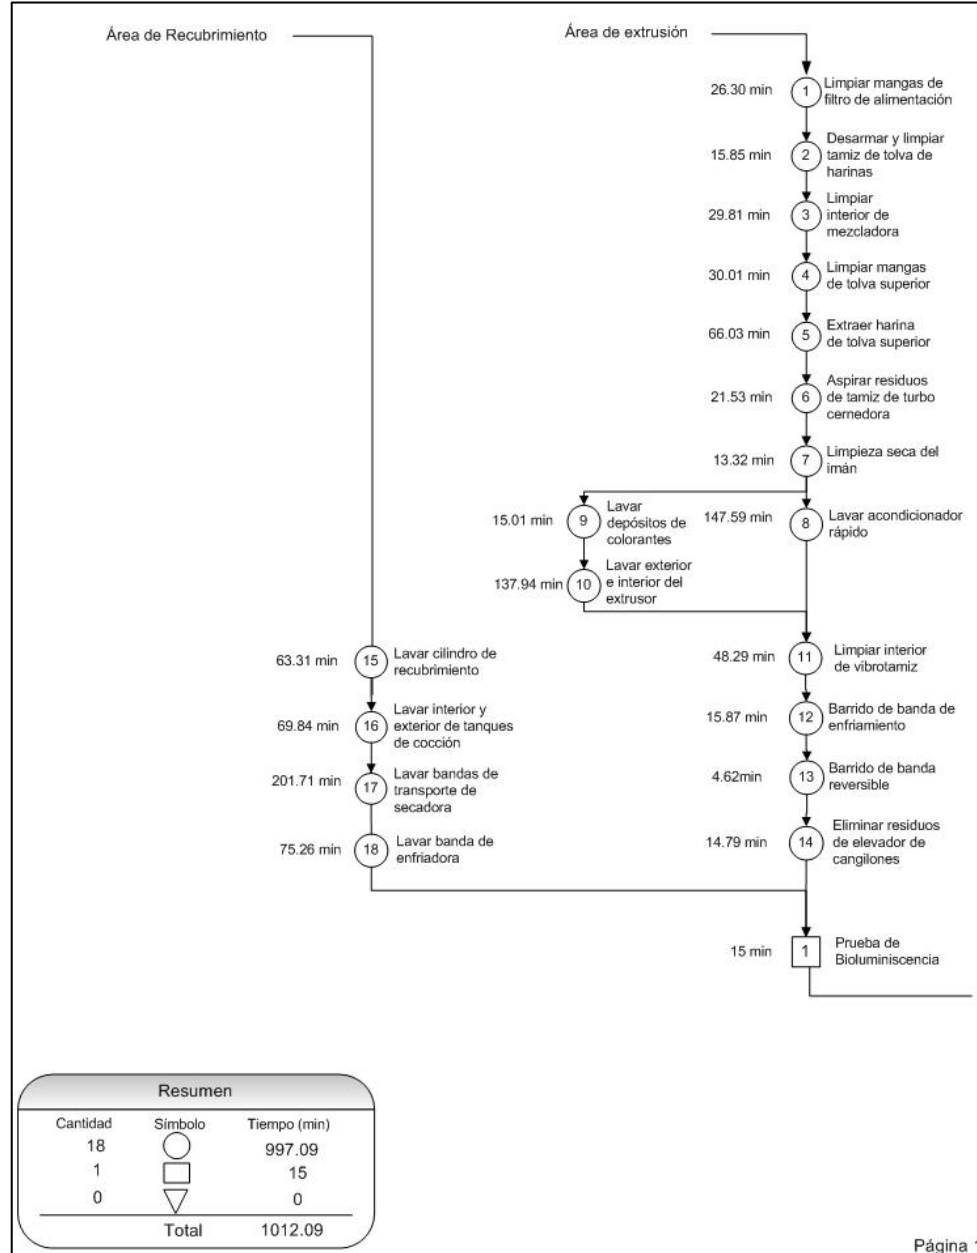 Área de Recubrimiento
Área de extrusión
26.30 min
1
Limpiar mangas de
filtro de alimentación
15.85 min
2
Desarmar y limpiar
tamiz de tolva de
harinas
29.81 min
3
Limpiar
interior de
mezcladora
30.01 min
4
Limpiar mangas
de tolva superior
66.03 min
5
Extraer harina
de tolva superior
21.53 min
6
Aspirar residuos
de tamiz de turbo
cernedora
13.32 min
7
Limpieza seca del
imán
15.01 min
9
Lavar
depósitos de
colorantes
147.59 min
8
Lavar acondicionador
rápido
137.94 min
10
Lavar exterior
e interior del
extrusor
63.31 min
15
Lavar cilindro de
recubrimiento
48.29 min
11
Limpiar interior
de vibrotamiz
69.84 min
16
Lavar interior y
exterior de tanques
de cocción
15.87 min
12
Barrido de banda de
enfriamiento
201.71 min
17
Lavar bandas de
transporte de
secadora
4.62min
13
Barrido de banda
reversible
75.26 min
18
Lavar banda de
enfriadora
14.79 min
14
Eliminar residuos
de elevador de
cangilones
15 min
1
Prueba de
Bioluminiscencia
Resumen
Cantidad Símbolo Tiempo (min)
18 997.09
1 15
0 0
Total 1012.09
Página 1